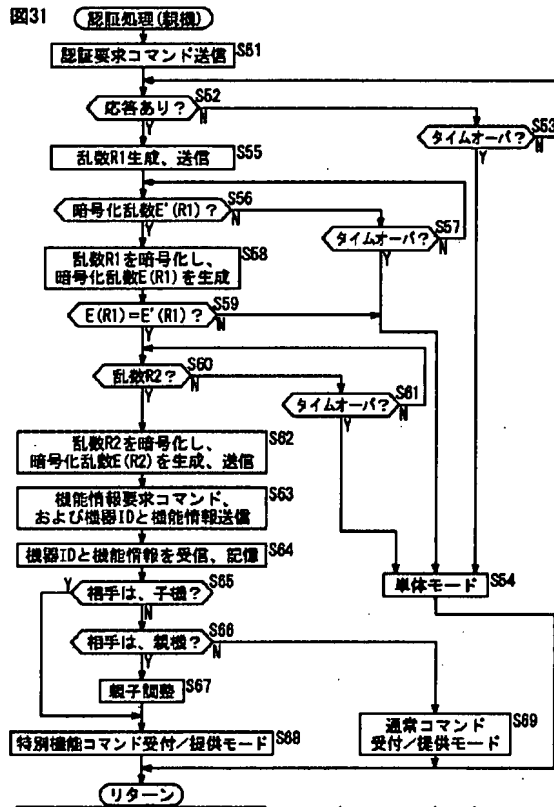 図31
認証処理(親機)
認証要求コマンド送信 S51
応答あり? S52
Y
N
タイムオーバ? S53
Y
N
乱数R1生成、送信 S55
暗号化乱数E'(R1)? S56
Y
N
タイムオーバ? S57
Y
N
乱数R1を暗号化し、
暗号化乱数E(R1)を生成 S58
E(R1)=E'(R1)? S59
Y
N
乱数R2? S60
Y
N
タイムオーバ? S61
Y
N
乱数R2を暗号化し、
暗号化乱数E(R2)を生成、送信 S62
機能情報要求コマンド、
および機器IDと機能情報送信 S63
機器IDと機能情報を受信、記憶 S64
単体モード S54
相手は、子機? S65
Y
N
相手は、親機? S66
Y
N
親子調整 S67
特別機能コマンド受付/提供モード S68
通常コマンド
受付/提供モード S69
リターン